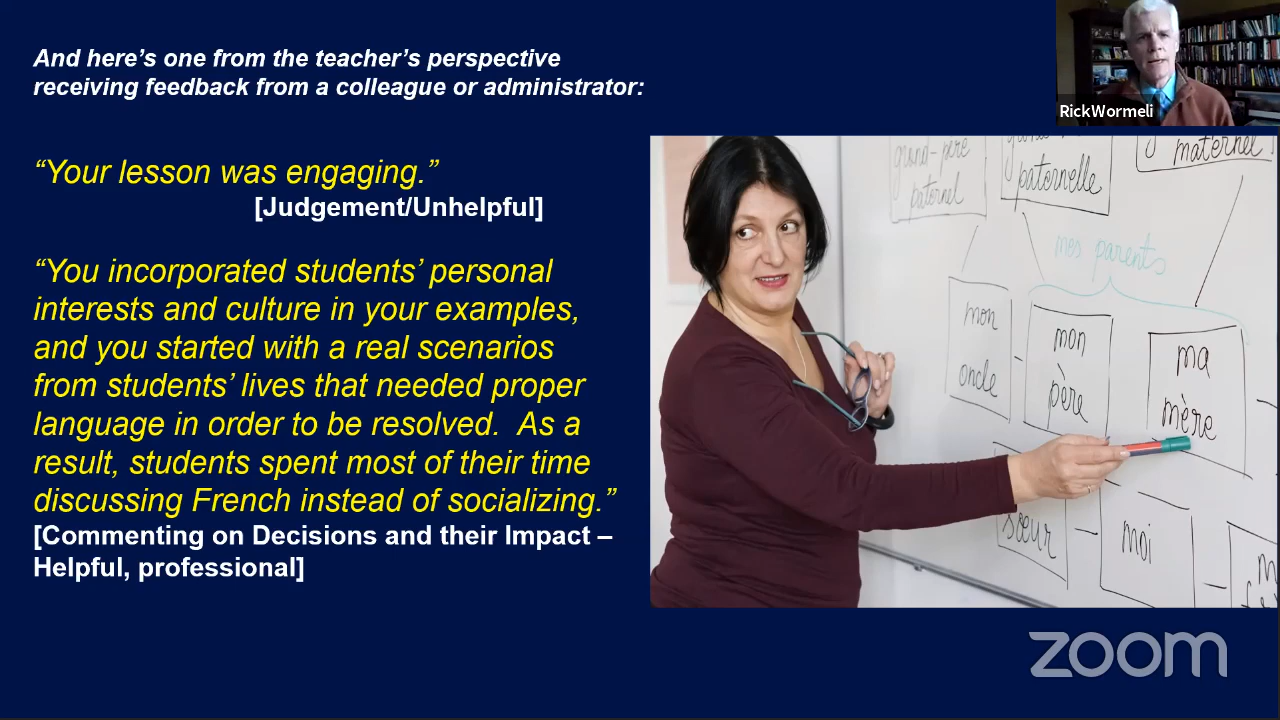 And here’s one from the teacher’s perspective
receiving feedback from a colleague or administrator:
“Your lesson was engaging.”
[Judgement/Unhelpful]
“You incorporated students’ personal
interests and culture in your examples,
and you started with a real scenarios
from students’ lives that needed proper
language in order to be resolved.  As a
result, students spent most of their time
discussing French instead of socializing.”
[Commenting on Decisions and their Impact –
Helpful, professional]
RickWormeli
grand-père
paternel
paternelle
maternel
mes parents
mon
oncle
mon
père
ma
mère
sœur
moi
zoom